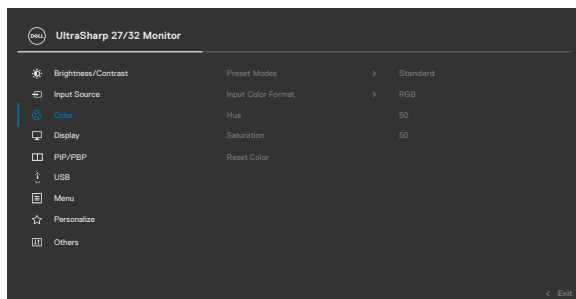 DELL UltraSharp 27/32 Monitor
Brightness/Contrast Preset Modes > Standard
Input Source Input Color Format > RGB
Color Hue 50
Display Saturation 50
PIP/PBP Reset Color
USB
Menu
Personalize
Others
< Exit